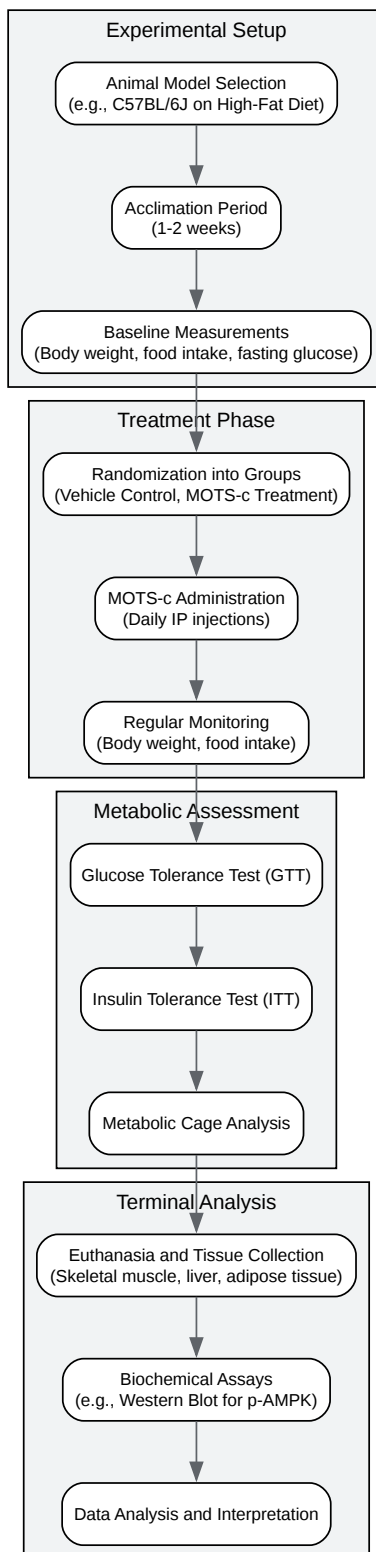 Experimental Setup
Animal Model Selection
(e.g., C57BL/6J on High-Fat Diet)
Acclimation Period
(1-2 weeks)
Baseline Measurements
(Body weight, food intake, fasting glucose)
Treatment Phase
Randomization into Groups
(Vehicle Control, MOTS-c Treatment)
MOTS-c Administration
(Daily IP injections)
Regular Monitoring
(Body weight, food intake)
Metabolic Assessment
Glucose Tolerance Test (GTT)
Insulin Tolerance Test (ITT)
Metabolic Cage Analysis
Terminal Analysis
Euthanasia and Tissue Collection
(Skeletal muscle, liver, adipose tissue)
Biochemical Assays
(e.g., Western Blot for p-AMPK)
Data Analysis and Interpretation